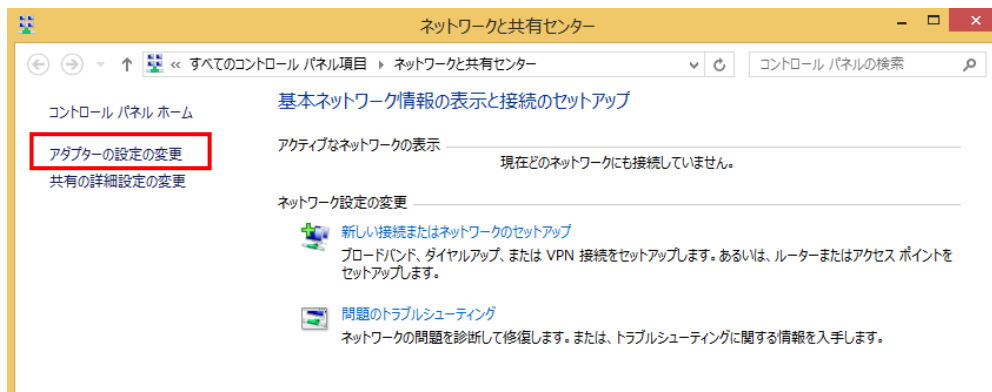 ネットワークと共有センター
« すべてのコントロール パネル項目 ▸ ネットワークと共有センター
コントロール パネルの検索
コントロール パネル ホーム
アダプターの設定の変更
共有の詳細設定の変更
基本ネットワーク情報の表示と接続のセットアップ
アクティブなネットワークの表示
現在どのネットワークにも接続していません。
ネットワーク設定の変更
新しい接続またはネットワークのセットアップ
ブロードバンド、ダイヤルアップ、または VPN 接続をセットアップします。あるいは、ルーターまたはアクセス ポイントを
セットアップします。
問題のトラブルシューティング
ネットワークの問題を診断して修復します。または、トラブルシューティングに関する情報を入手します。